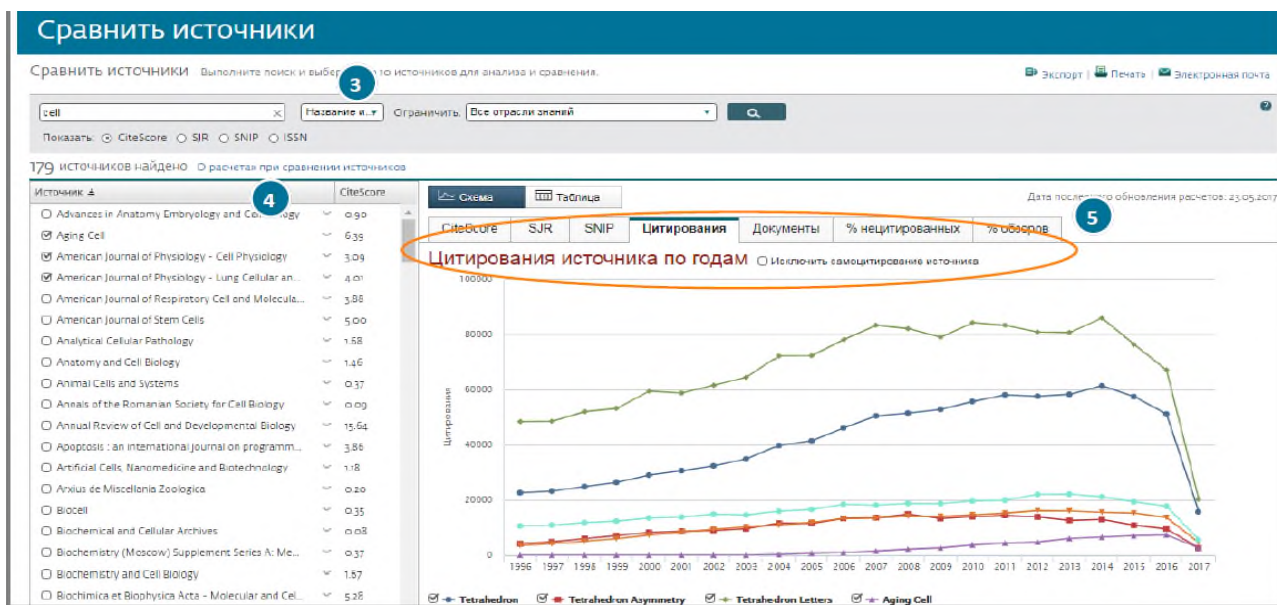 Сравнить источники
Сравнить источники Выполните поиск и выбер 3 10 источников для анализа и сравнения. Экспорт | Печать | Электронная почта
cell × Название и... Ограничить: Все отрасли знаний
Показать: CiteScore SJR SNIP ISSN
179 источников найдено О расчетах при сравнении источников
Источник CiteScore
4
Схема Таблица Дата последнего обновления расчетов: 23.05.2017
5
Advances in Anatomy Embryology and Cell Biology 0.90
Aging Cell 6.39
American Journal of Physiology - Cell Physiology 3.09
American Journal of Physiology - Lung Cellular an... 4.01
American Journal of Respiratory Cell and Molecula... 3.88
American Journal of Stem Cells 5.00
Analytical Cellular Pathology 1.68
Anatomy and Cell Biology 1.46
Animal Cells and Systems 0.37
Annals of the Romanian Society for Cell Biology 0.09
Annual Review of Cell and Developmental Biology 15.64
Apoptosis : an international journal on programm... 3.86
Artificial Cells, Nanomedicine and Biotechnology 1.18
Arxius de Miscellania Zoologica 0.20
Biocell 0.35
Biochemical and Cellular Archives 0.08
Biochemistry (Moscow) Supplement Series A: Me... 0.37
Biochemistry and Cell Biology 1.87
Biochimica et Biophysica Acta - Molecular and Cel... 5.28
CiteScore SJR SNIP Цитирования Документы % нецитированных % обзоров
Цитирования источника по годам Исключить самоцитирование источника
100000
80000
60000
40000
20000
0
Цитирования
1996 1997 1998 1999 2000 2001 2002 2003 2004 2005 2006 2007 2008 2009 2010 2011 2012 2013 2014 2015 2016 2017
Tetrahedron Tetrahedron Asymmetry Tetrahedron Letters Aging Cell